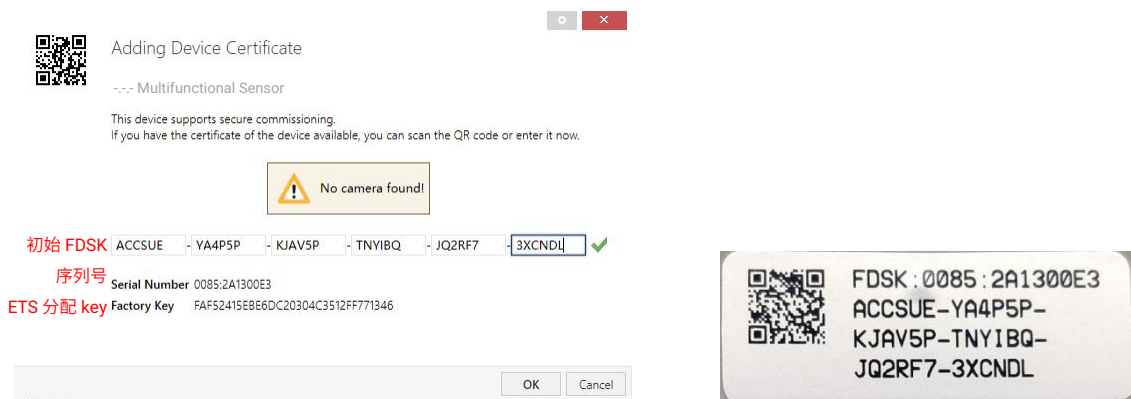 Adding Device Certificate
-.-.- Multifunctional Sensor
This device supports secure commissioning.
If you have the certificate of the device available, you can scan the QR code or enter it now.
No camera found!
初始 FDSK ACCSUE - YA4P5P - KJAV5P - TNYIBQ - JQ2RF7 - 3XCNDL
序列号
Serial Number 0085:2A1300E3
ETS 分配 key Factory Key FAF52415EBE6DC20304C3512FF771346
OK Cancel
FDSK:0085:2A1300E3
ACCSUE-YA4P5P-
KJAV5P-TNYIBQ-
JQ2RF7-3XCNDL